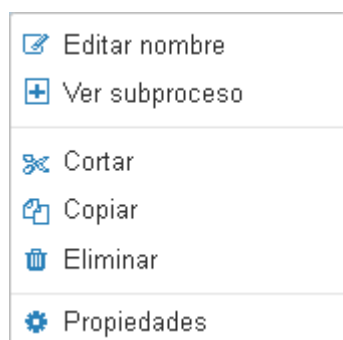 Editar nombre
Ver subproceso
Cortar
Copiar
Eliminar
Propiedades